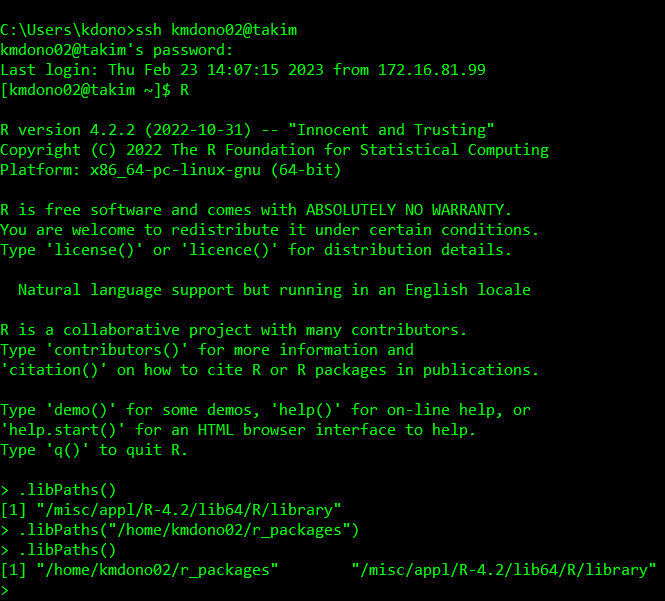 C:\Users\kdono>ssh kmdono02@takim
kmdono02@takim's password:
Last login: Thu Feb 23 14:07:15 2023 from 172.16.81.99
[kmdono02@takim ~]$ R
R version 4.2.2 (2022-10-31) -- "Innocent and Trusting"
Copyright (C) 2022 The R Foundation for Statistical Computing
Platform: x86_64-pc-linux-gnu (64-bit)
R is free software and comes with ABSOLUTELY NO WARRANTY.
You are welcome to redistribute it under certain conditions.
Type 'license()' or 'licence()' for distribution details.
Natural language support but running in an English locale
R is a collaborative project with many contributors.
Type 'contributors()' for more information and
'citation()' on how to cite R or R packages in publications.
Type 'demo()' for some demos, 'help()' for on-line help, or
'help.start()' for an HTML browser interface to help.
Type 'q()' to quit R.
> .libPaths()
[1] "/misc/appl/R-4.2/lib64/R/library"
> .libPaths("/home/kmdono02/r_packages")
> .libPaths()
[1] "/home/kmdono02/r_packages"        "/misc/appl/R-4.2/lib64/R/library"
>